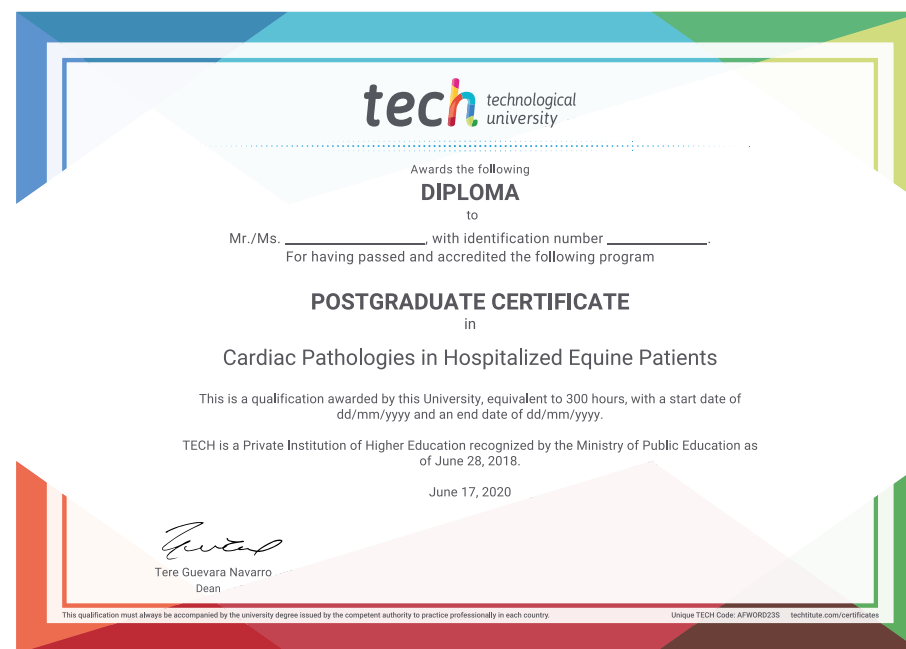 tech technological
university
Awards the following
DIPLOMA
to
Mr./Ms. ____________________, with identification number ______________.
For having passed and accredited the following program
POSTGRADUATE CERTIFICATE
in
Cardiac Pathologies in Hospitalized Equine Patients
This is a qualification awarded by this University, equivalent to 300 hours, with a start date of
dd/mm/yyyy and an end date of dd/mm/yyyy.
TECH is a Private Institution of Higher Education recognized by the Ministry of Public Education as
of June 28, 2018.
June 17, 2020
Tere Guevara Navarro
Dean
This qualification must always be accompanied by the university degree issued by the competent authority to practice professionally in each country.
Unique TECH Code: AFWORD23S techtitute.com/certificates